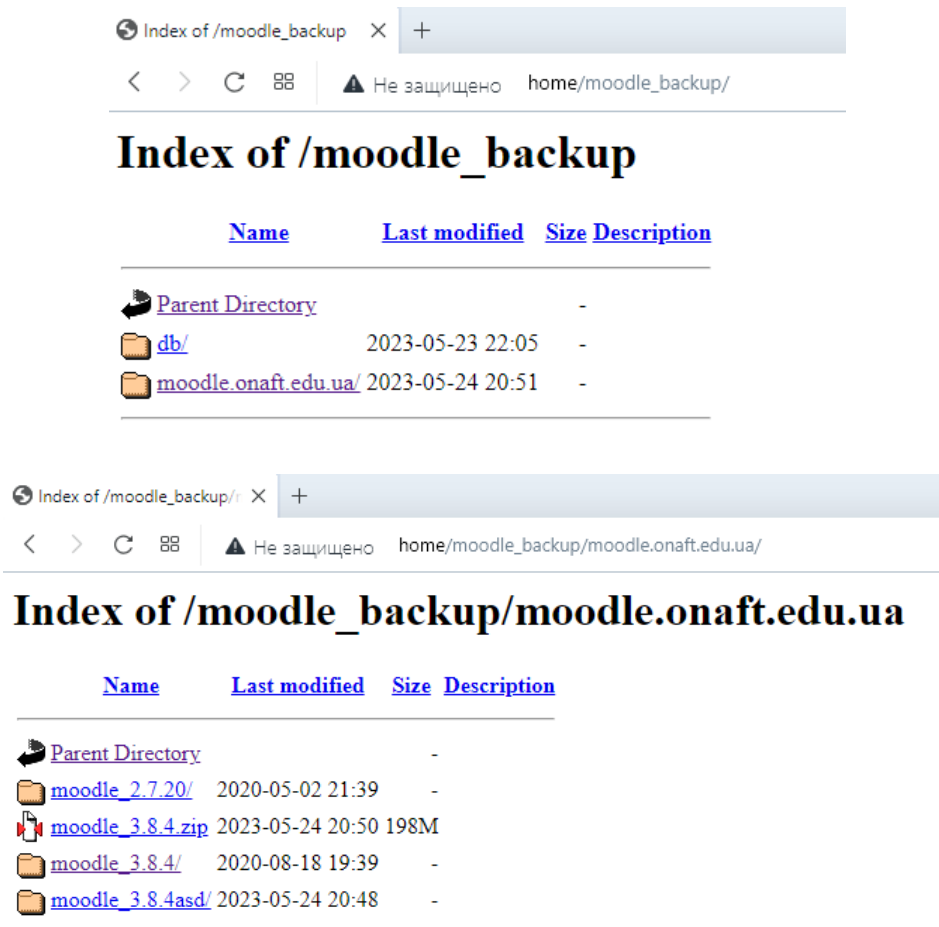 Index of /moodle_backup
Не защищено home/moodle_backup/
Index of /moodle_backup
Name Last modified Size Description
Parent Directory -
db/ 2023-05-23 22:05 -
moodle.onaft.edu.ua/ 2023-05-24 20:51 -
Index of /moodle_backup/
Не защищено home/moodle_backup/moodle.onaft.edu.ua/
Index of /moodle_backup/moodle.onaft.edu.ua
Name Last modified Size Description
Parent Directory -
moodle_2.7.20/ 2020-05-02 21:39 -
moodle_3.8.4.zip 2023-05-24 20:50 198M
moodle_3.8.4/ 2020-08-18 19:39 -
moodle_3.8.4asd/ 2023-05-24 20:48 -